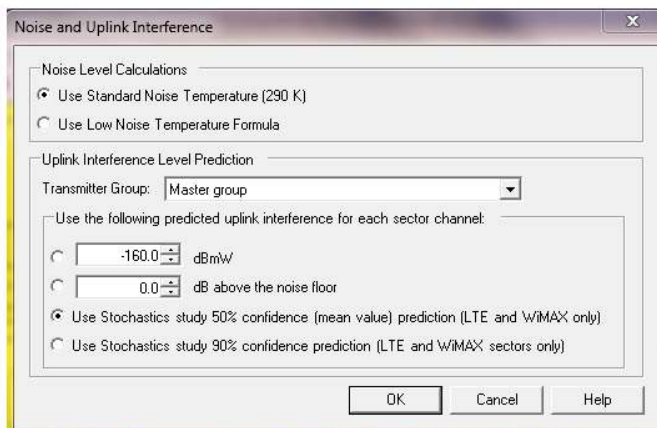 Noise and Uplink Interference
X
Noise Level Calculations
Use Standard Noise Temperature (290 K)
Use Low Noise Temperature Formula
Uplink Interference Level Prediction
Transmitter Group: Master group
Use the following predicted uplink interference for each sector channel:
-160.0 dBmW
0.0 dB above the noise floor
Use Stochastics study 50% confidence (mean value) prediction (LTE and WiMAX only)
Use Stochastics study 90% confidence prediction (LTE and WiMAX sectors only)
OK Cancel Help